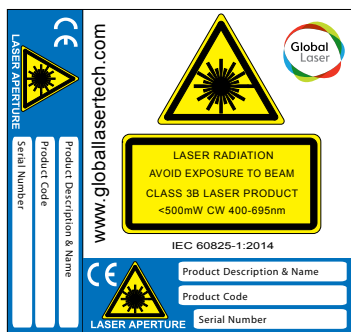 CE
LASER APERTURE
Product Description & Name
Product Code
Serial Number
www.globallasertech.com
Global
Laser
LASER RADIATION
AVOID EXPOSURE TO BEAM
CLASS 3B LASER PRODUCT
<500mW CW 400-695nm
IEC 60825-1:2014
CE
LASER APERTURE
Product Description & Name
Product Code
Serial Number